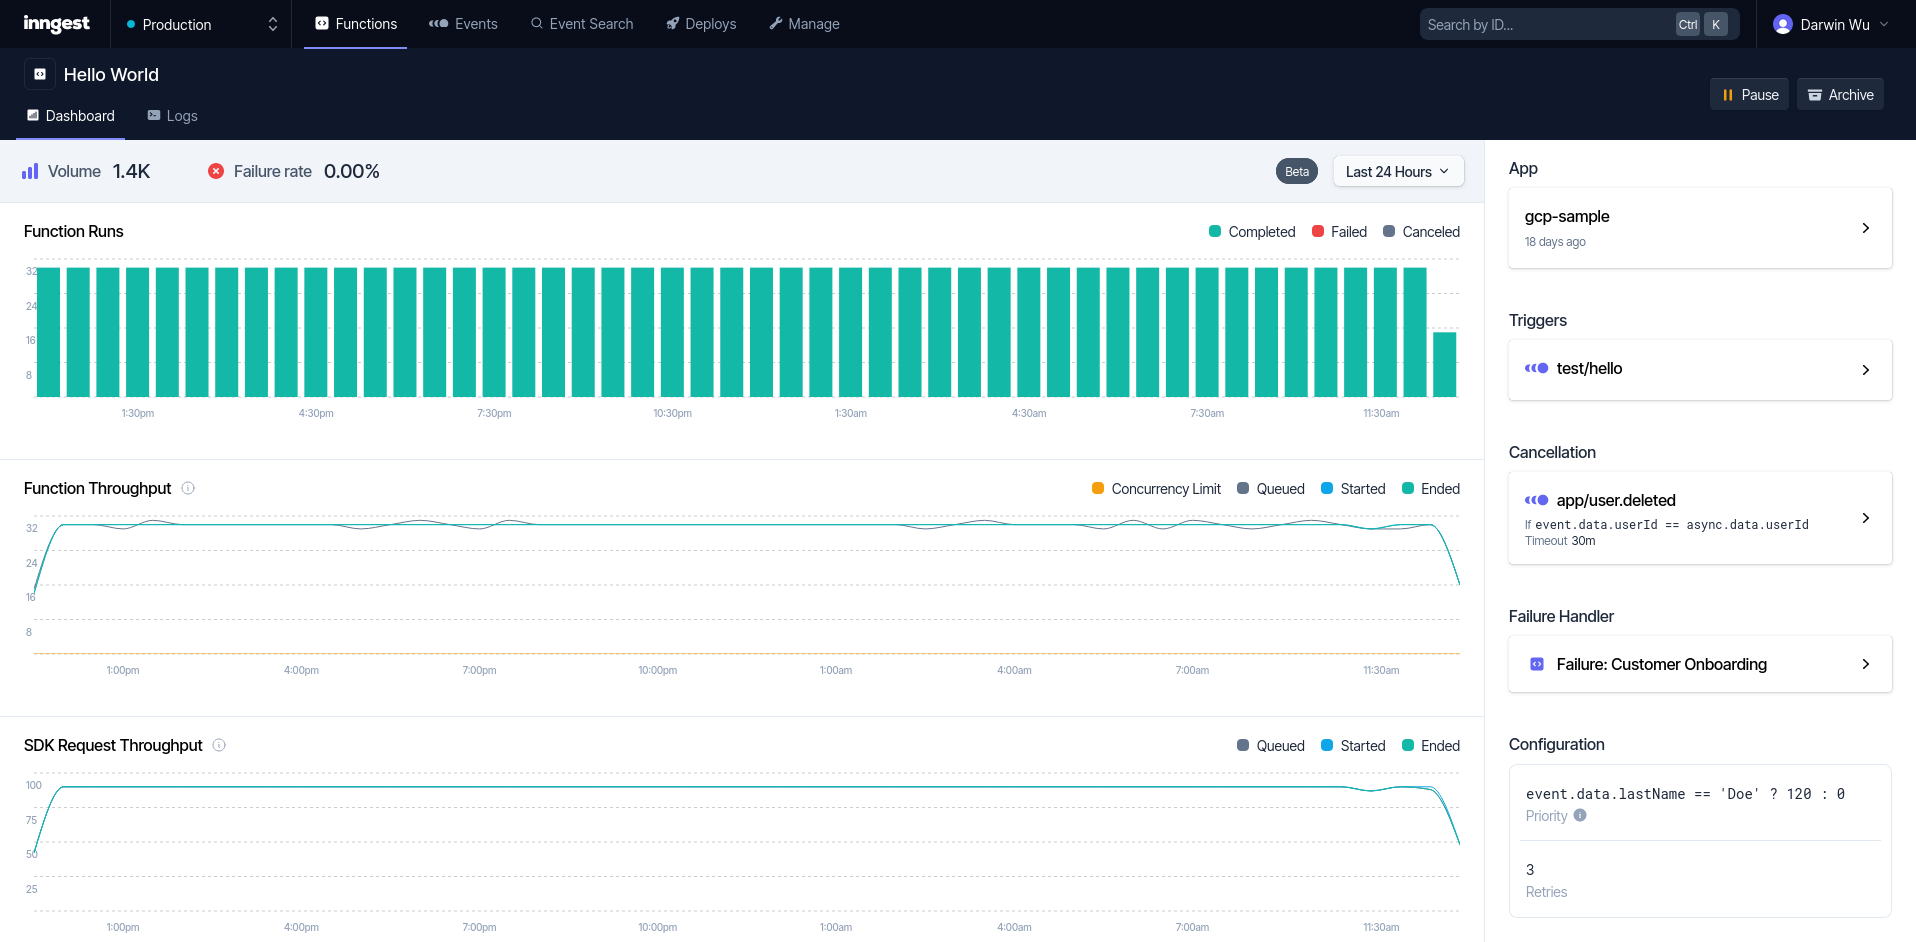 inngest
Production
Functions
Events
Event Search
Deploys
Manage
Search by ID...
Ctrl K
Darwin Wu
Hello World
Dashboard
Logs
Pause
Archive
Volume 1.4K
Failure rate 0.00%
Beta
Last 24 Hours
Function Runs
Completed Failed Canceled
32
24
16
8
1:30pm 4:30pm 7:30pm 10:30pm 1:30am 4:30am 7:30am 11:30am
Function Throughput
Concurrency Limit Queued Started Ended
32
24
16
8
1:00pm 4:00pm 7:00pm 10:00pm 1:00am 4:00am 7:00am 11:30am
SDK Request Throughput
Queued Started Ended
100
75
50
25
1:00pm 4:00pm 7:00pm 10:00pm 1:00am 4:00am 7:00am 11:30am
App
gcp-sample
18 days ago
Triggers
test/hello
Cancellation
app/user.deleted
If event.data.userId == async.data.userId
Timeout 30m
Failure Handler
Failure: Customer Onboarding
Configuration
event.data.lastName == 'Doe' ? 120 : 0
Priority
3
Retries